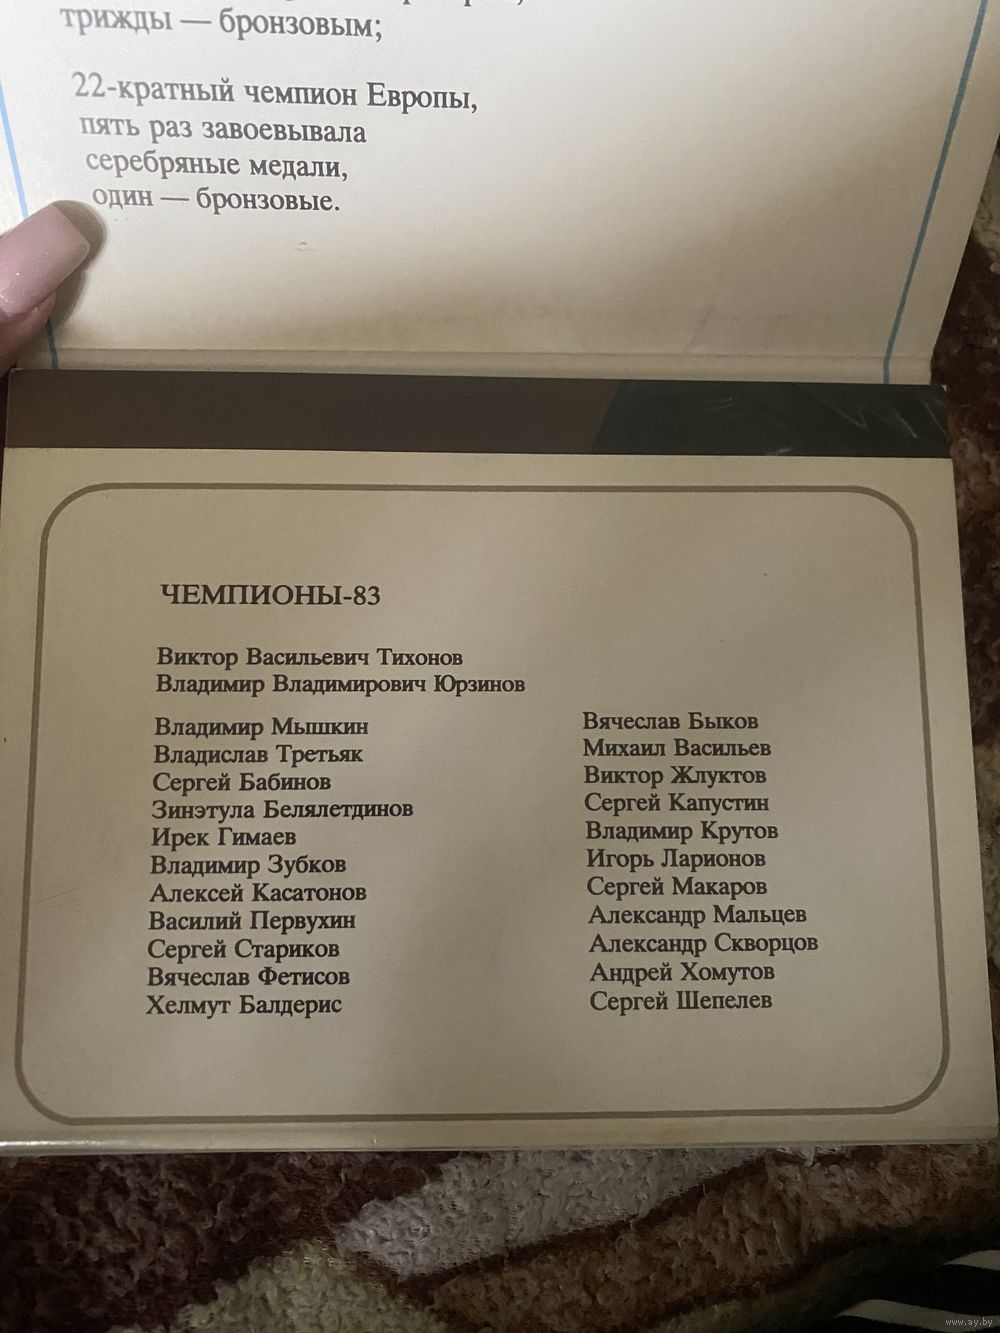 трижды — бронзовым;
22-кратный чемпион Европы,
пять раз завоевывала
серебряные медали,
один — бронзовые.
ЧЕМПИОНЫ-83
Виктор Васильевич Тихонов
Владимир Владимирович Юрзинов
Владимир Мышкин
Владислав Третьяк
Сергей Бабинов
Зинэтула Белялетдинов
Ирек Гимаев
Владимир Зубков
Алексей Касатонов
Василий Первухин
Сергей Стариков
Вячеслав Фетисов
Хелмут Балдерис
Вячеслав Быков
Михаил Васильев
Виктор Жлуктов
Сергей Капустин
Владимир Крутов
Игорь Ларионов
Сергей Макаров
Александр Мальцев
Александр Скворцов
Андрей Хомутов
Сергей Шепелев
www.ay.by